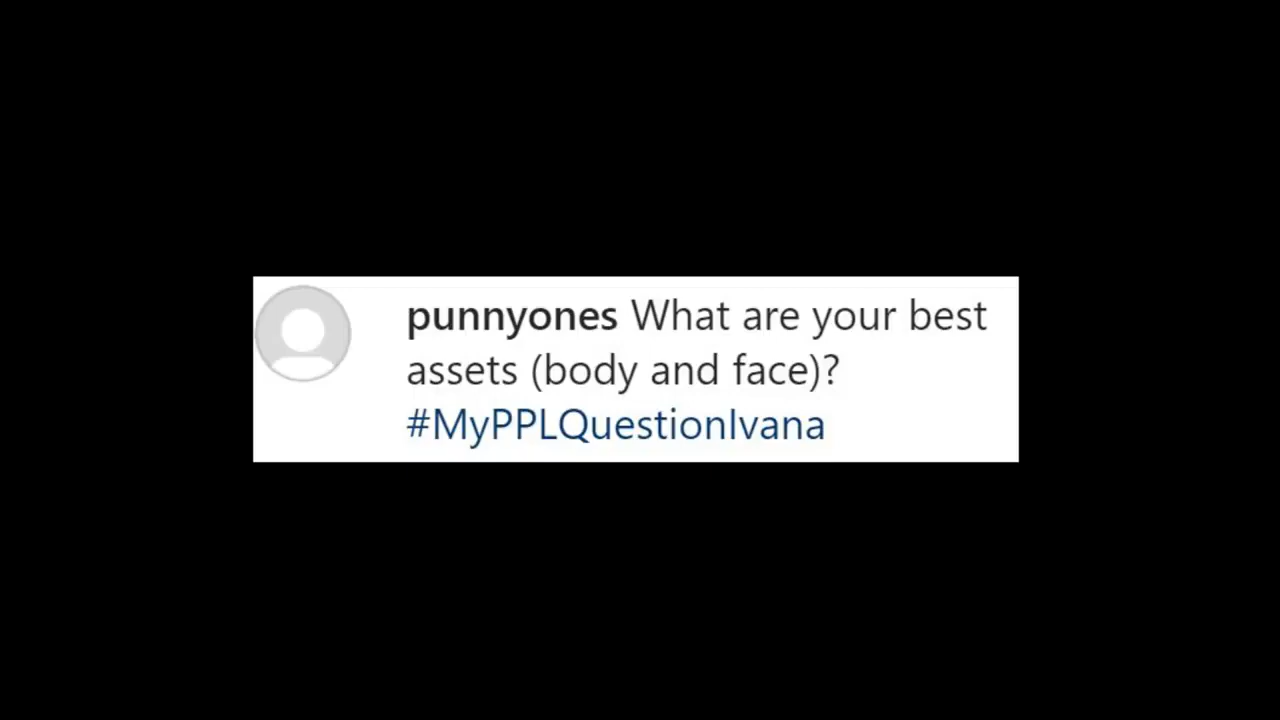 punnyones What are your best
assets (body and face)?
#MyPPLQuestionIvana